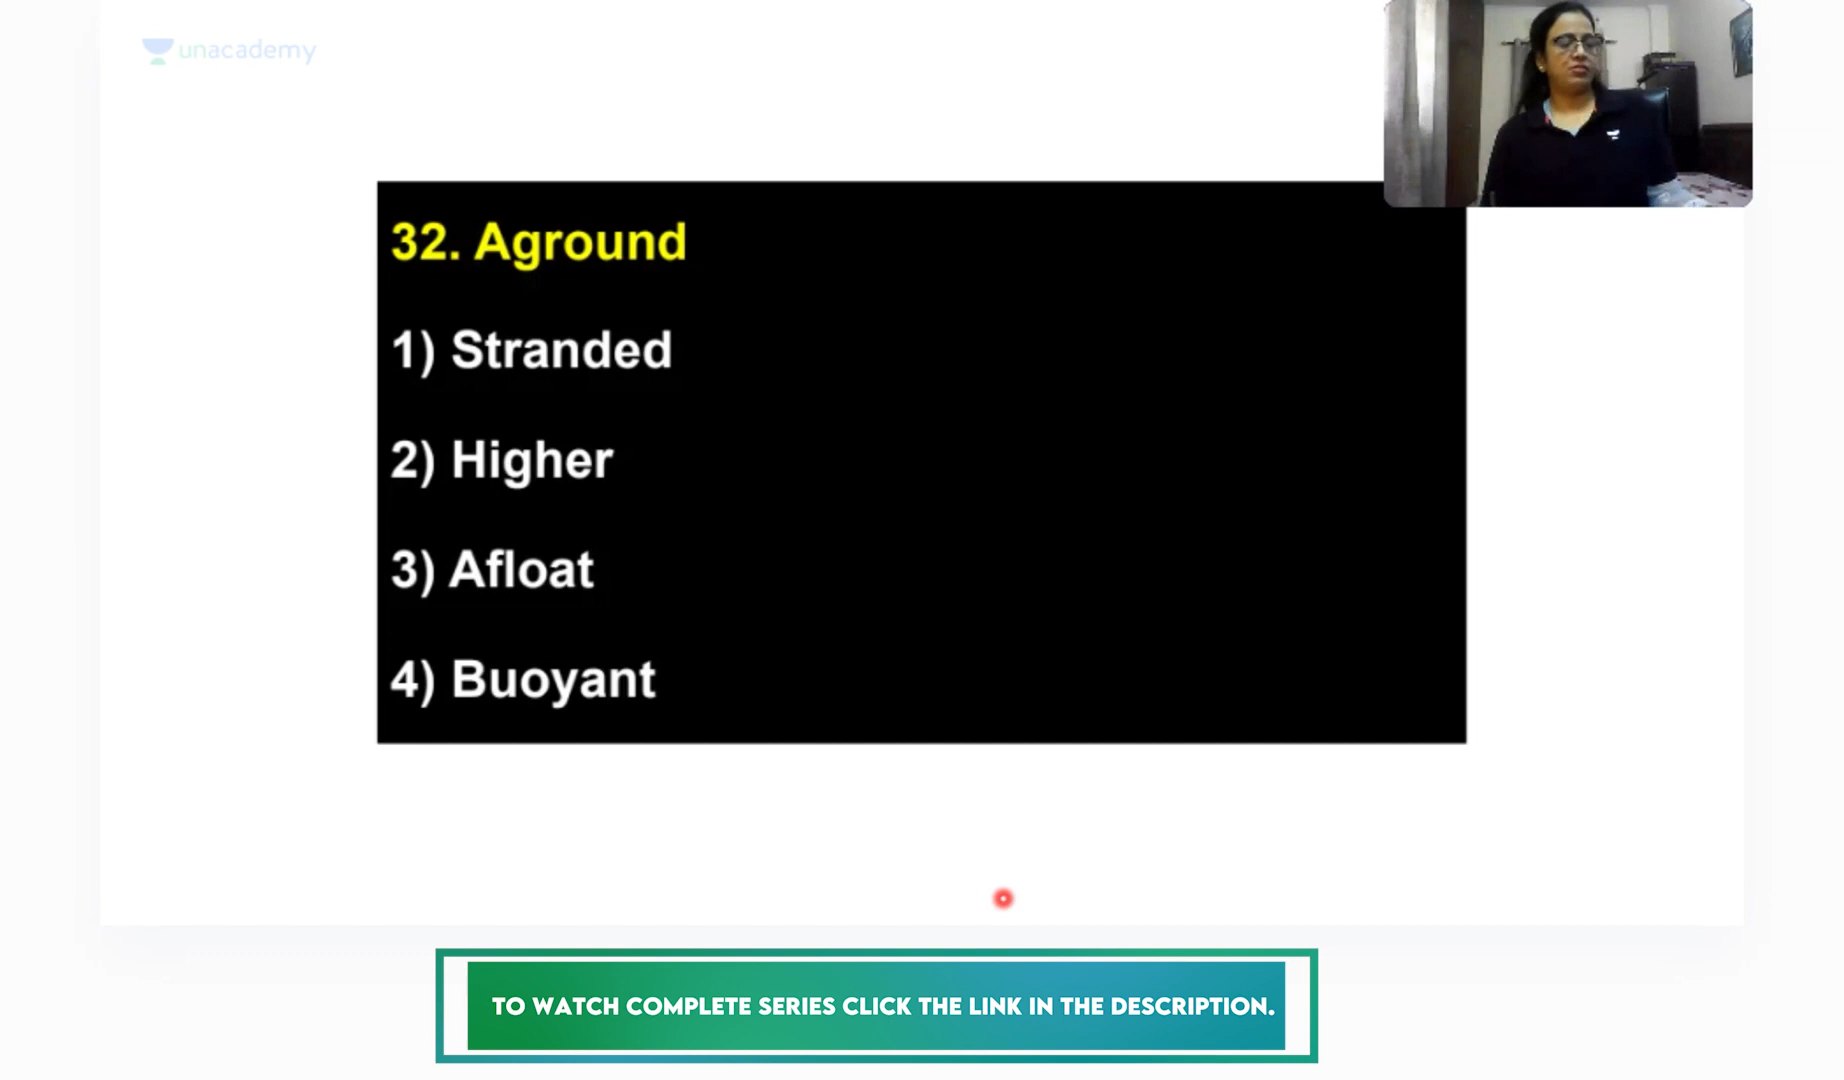 unacademy
32. Aground
1) Stranded
2) Higher
3) Afloat
4) Buoyant
TO WATCH COMPLETE SERIES CLICK THE LINK IN THE DESCRIPTION.